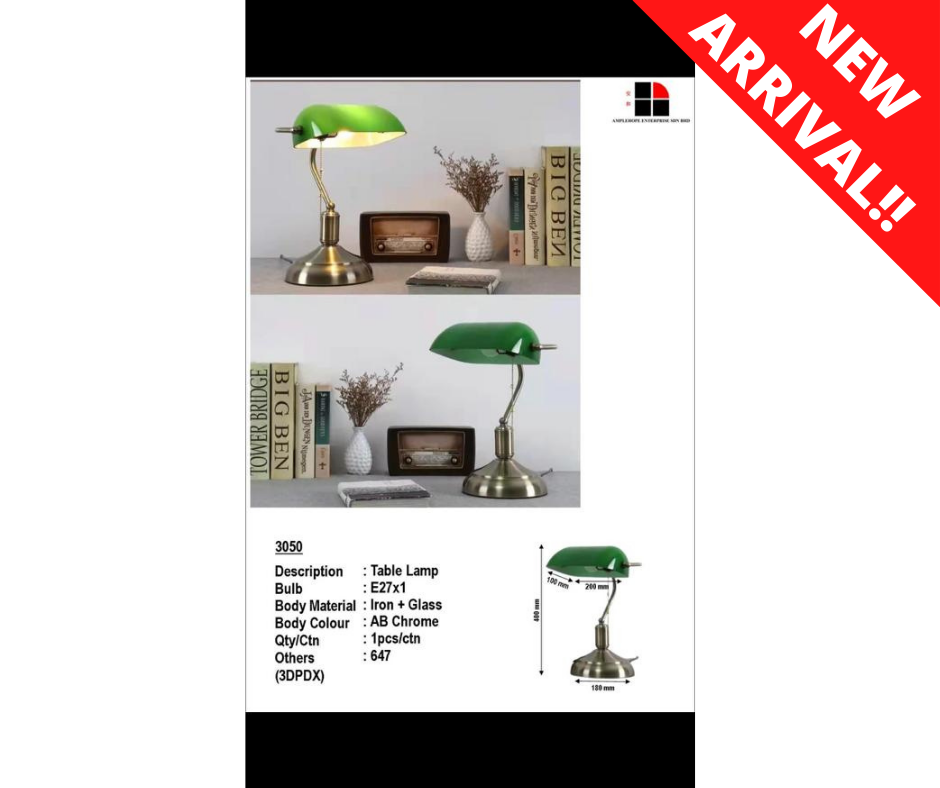 NEW
ARRIVAL!!
AMPLEHOPE ENTERPRISE SDN BHD
BIG BEN
TOWER BRIDGE
BIG BEN
3050
Description : Table Lamp
Bulb : E27x1
Body Material : Iron + Glass
Body Colour : AB Chrome
Qty/Ctn : 1pcs/ctn
Others : 647
(3DPDX)
400 mm
100 mm
200 mm
180 mm